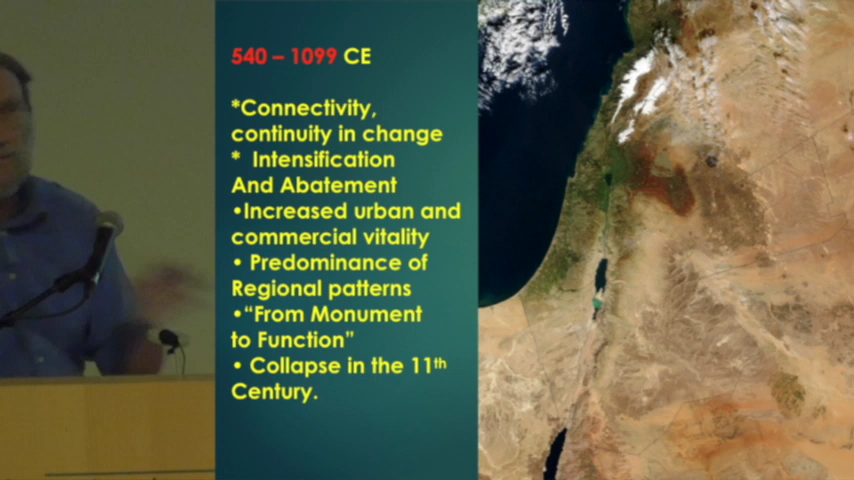 540 – 1099 CE
*Connectivity,
continuity in change
* Intensification
And Abatement
•Increased urban and
commercial vitality
• Predominance of
Regional patterns
•“From Monument
to Function”
• Collapse in the 11th
Century.